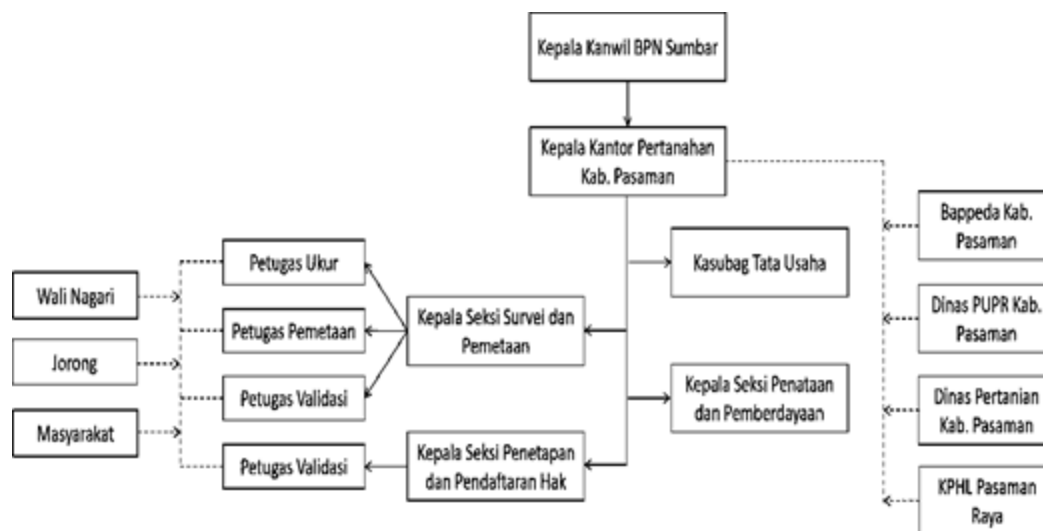 Kepala Kanwil BPN Sumbar
Kepala Kantor Pertanahan
Kab. Pasaman
Bappeda Kab.
Pasaman
Petugas Ukur
Kasubag Tata Usaha
Wali Nagari
Petugas Pemetaan
Kepala Seksi Survei dan
Pemetaan
Dinas PUPR Kab.
Pasaman
Jorong
Petugas Validasi
Kepala Seksi Penataan
dan Pemberdayaan
Dinas Pertanian
Kab. Pasaman
Masyarakat
Petugas Validasi
Kepala Seksi Penetapan
dan Pendaftaran Hak
KPHL Pasaman
Raya